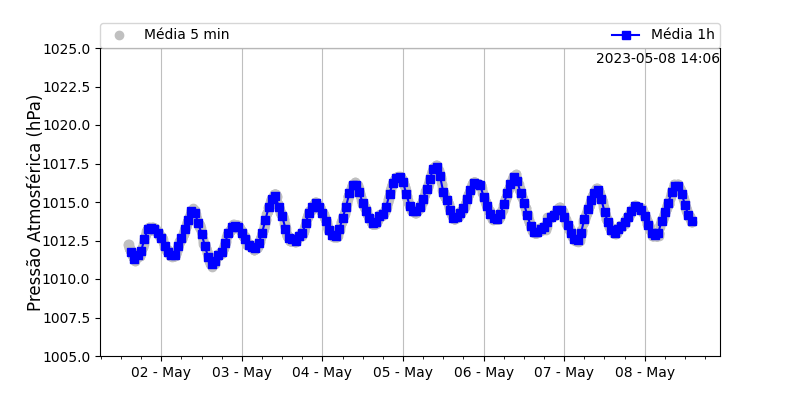 Média 5 min
Média 1h
2023-05-08 14:06
Pressão Atmosférica (hPa)
1025.0
1022.5
1020.0
1017.5
1015.0
1012.5
1010.0
1007.5
1005.0
02 - May
03 - May
04 - May
05 - May
06 - May
07 - May
08 - May